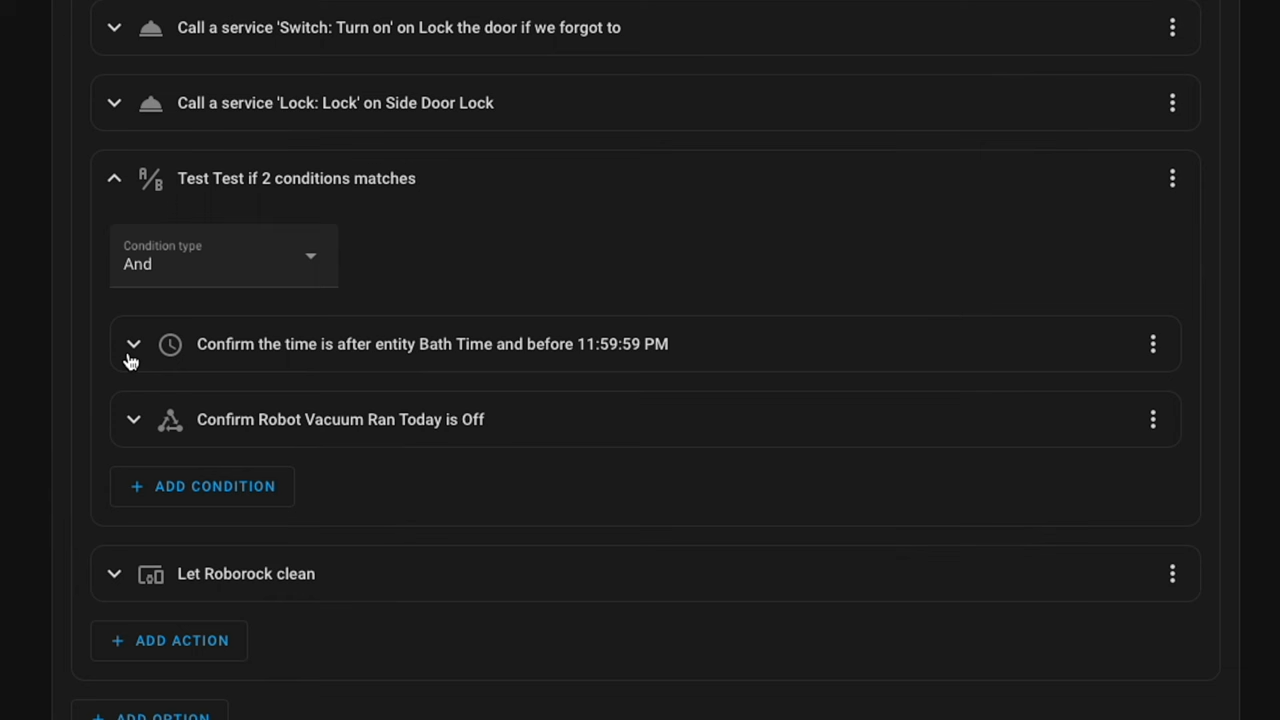 Call a service 'Switch: Turn on' on Lock the door if we forgot to
Call a service 'Lock: Lock' on Side Door Lock
A/B Test Test if 2 conditions matches
Condition type
And
Confirm the time is after entity Bath Time and before 11:59:59 PM
Confirm Robot Vacuum Ran Today is Off
+ ADD CONDITION
Let Roborock clean
+ ADD ACTION
+ ADD OPTION